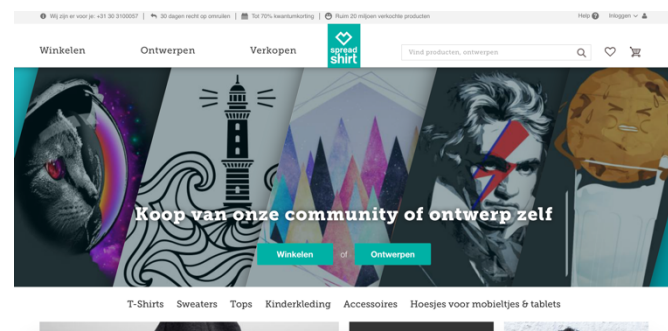 Wij zijn er voor je: +31 30 3100057 | 30 dagen recht op omruilen | Tot 70% kwantumkorting | Ruim 20 miljoen verkochte producten Help ? Inloggen
Winkelen Ontwerpen Verkopen spread shirt Vind producten, ontwerpen
Koop van onze community of ontwerp zelf
Winkelen of Ontwerpen
T-Shirts Sweaters Tops Kinderkleding Accessoires Hoesjes voor mobieltjes & tablets